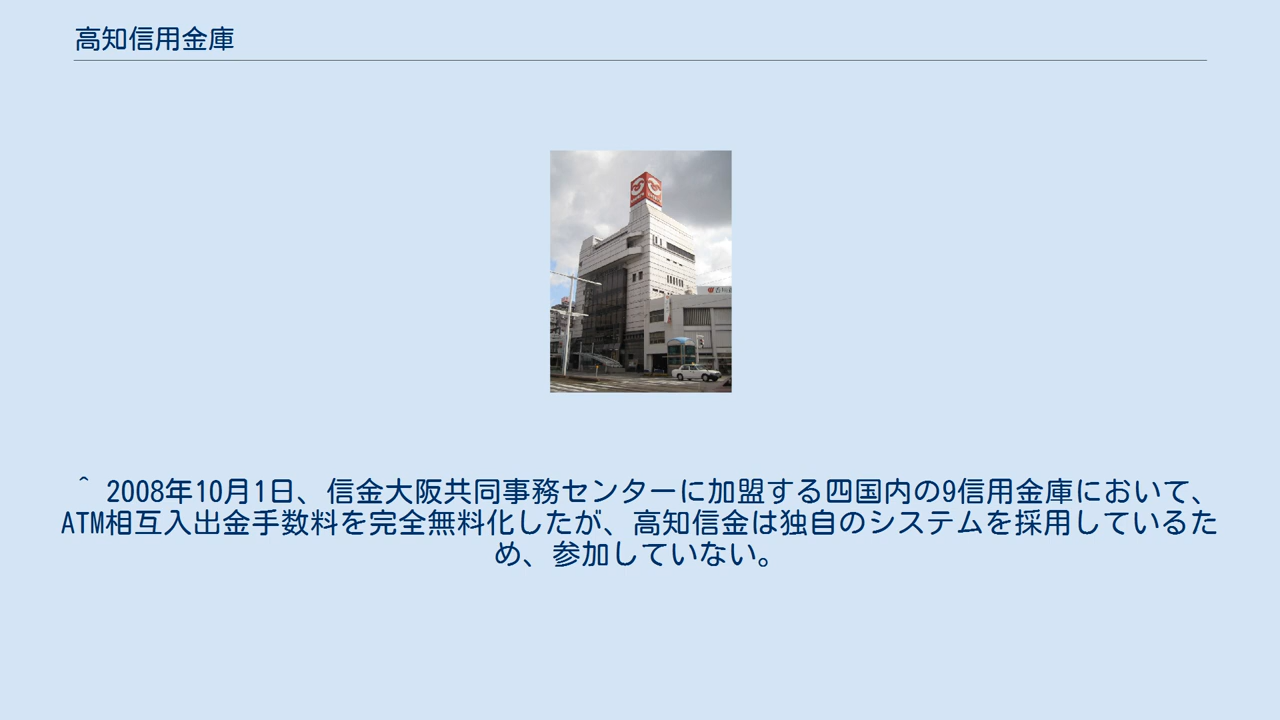 高知信用金庫
^ 2008年10月1日、信金大阪共同事務センターに加盟する四国内の9信用金庫において、
ATM相互入出金手数料を完全無料化したが、高知信金は独自のシステムを採用しているた
め、参加していない。